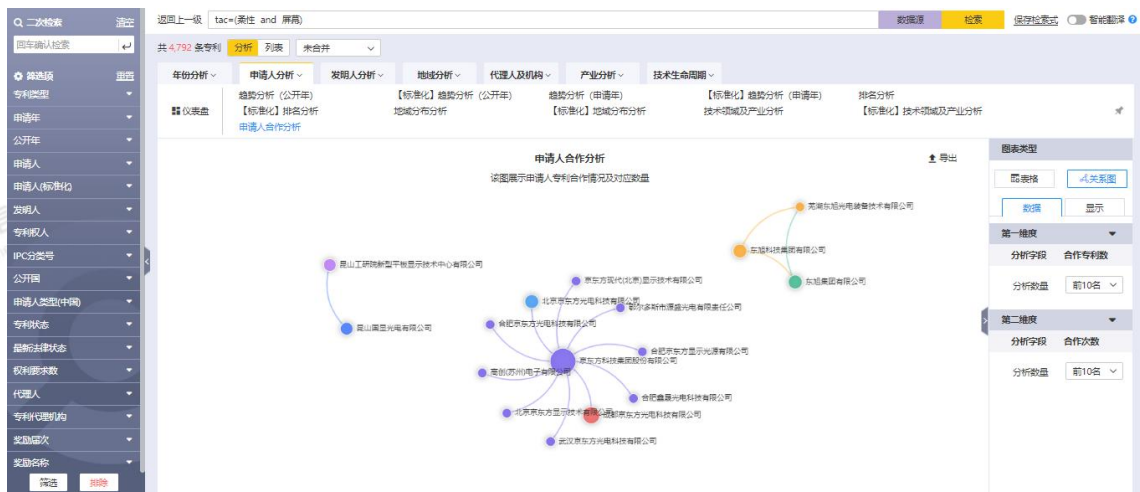 二次检索 清空
回车确认检索
筛选项 重置
专利类型
申请年
公开年
申请人
申请人(标准化)
发明人
专利权人
IPC分类号
公开国
申请人类型(中国)
专利状态
最新法律状态
权利要求数
代理人
专利代理机构
奖励届次
奖励名称
筛选 排除
返回上一级 tac=(柔性 and 屏幕) 数据源 检索 保存检索式 智能翻译
共 4,792 条专利 分析 列表 未合并
年份分析 申请人分析 发明人分析 地域分析 代理人及机构 产业分析 技术生命周期
仪表盘
趋势分析（公开年） 【标准化】趋势分析（公开年） 趋势分析（申请年） 【标准化】趋势分析（申请年） 排名分析
【标准化】排名分析 地域分布分析 【标准化】地域分布分析 技术领域及产业分析 【标准化】技术领域及产业分析
申请人合作分析
申请人合作分析 导出
该图展示申请人专利合作情况及对应数量
芜湖东旭光电装备技术有限公司
东旭科技集团有限公司
东旭集团有限公司
昆山工研院新型平板显示技术中心有限公司
昆山国显光电有限公司
京东方现代(北京)显示技术有限公司
北京京东方光电科技有限公司
鄂尔多斯市源盛光电有限责任公司
合肥京东方光电科技有限公司
合肥京东方显示光源有限公司
京东方科技集团股份有限公司
高创(苏州)电子有限公司
合肥鑫晟光电科技有限公司
北京京东方显示技术有限公司
成都京东方光电科技有限公司
武汉京东方光电科技有限公司
图表类型
表格 关系图
数据 显示
第一维度
分析字段 合作专利数
分析数量 前10名
第二维度
分析字段 合作次数
分析数量 前10名